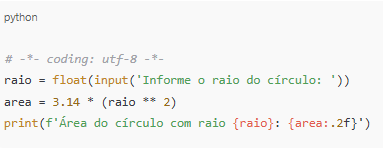 python
# -*- coding: utf-8 -*-
raio = float(input('Informe o raio do círculo: '))
area = 3.14 * (raio ** 2)
print(f'Área do círculo com raio {raio}: {area:.2f}')